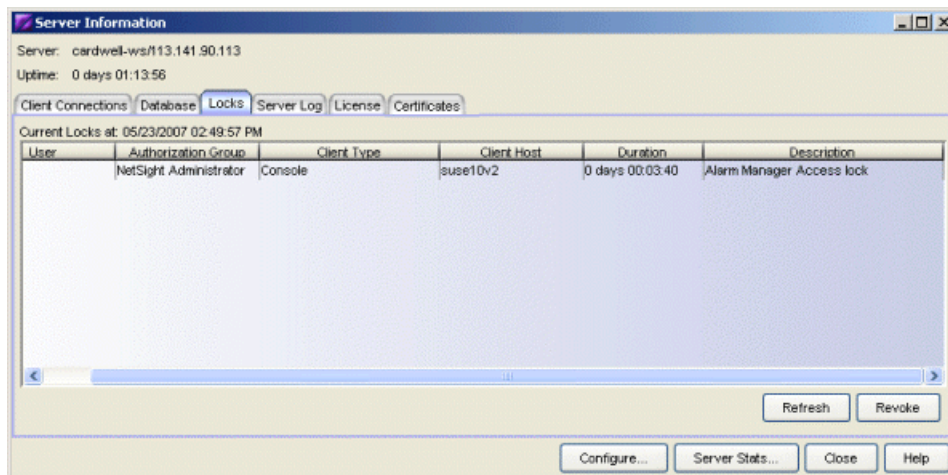 Server Information
Server: cardwell-ws/113.141.90.113
Uptime: 0 days 01:13:56
Client Connections Database Locks Server Log License Certificates
Current Locks at: 05/23/2007 02:49:57 PM
User Authorization Group Client Type Client Host Duration Description
NetSight Administrator Console suse10v2 0 days 00:03:40 Alarm Manager Access lock
Refresh Revoke
Configure... Server Stats... Close Help